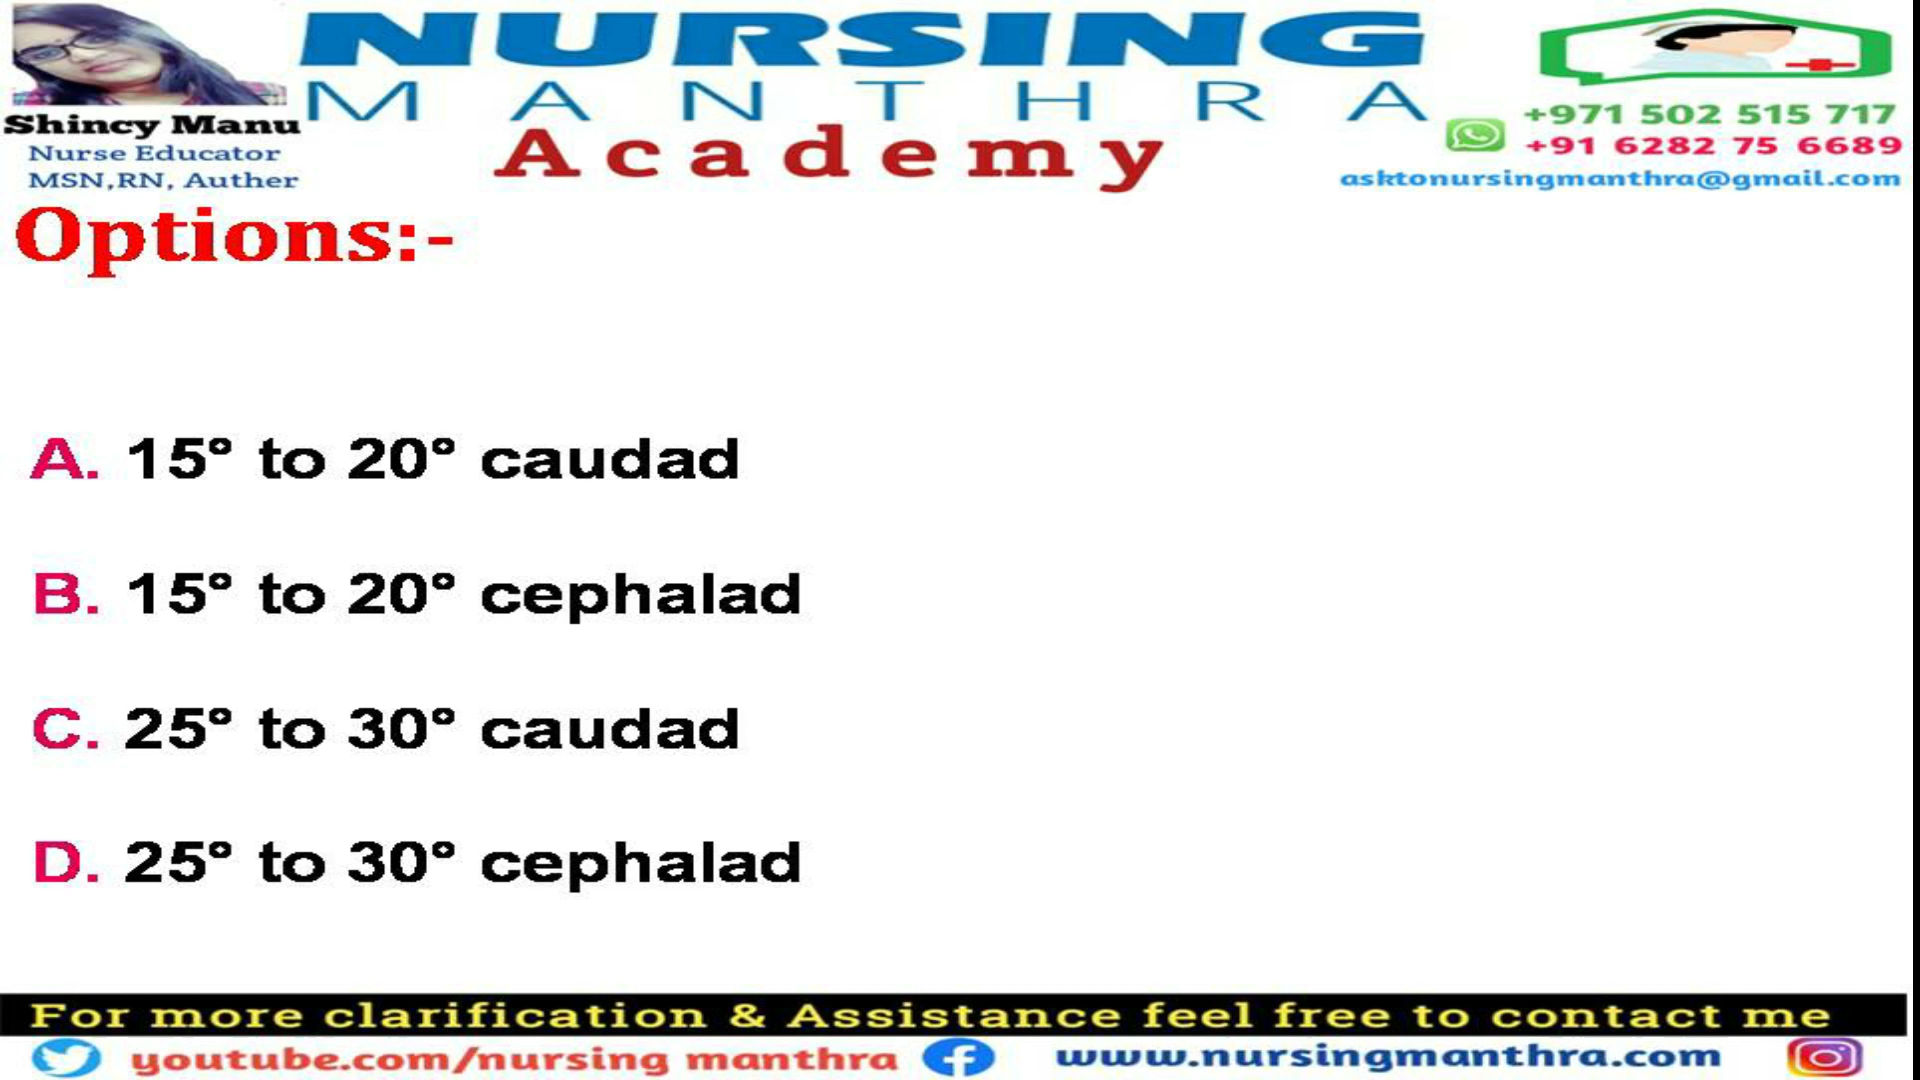 NURSING
MANTHRA
Academy
Shincy Manu
Nurse Educator
MSN,RN, Auther
+971 502 515 717
+91 6282 75 6689
asktonursingmanthra@gmail.com
Options:-
A. 15° to 20° caudad
B. 15° to 20° cephalad
C. 25° to 30° caudad
D. 25° to 30° cephalad
For more clarification & Assistance feel free to contact me
youtube.com/nursing manthra
www.nursingmanthra.com